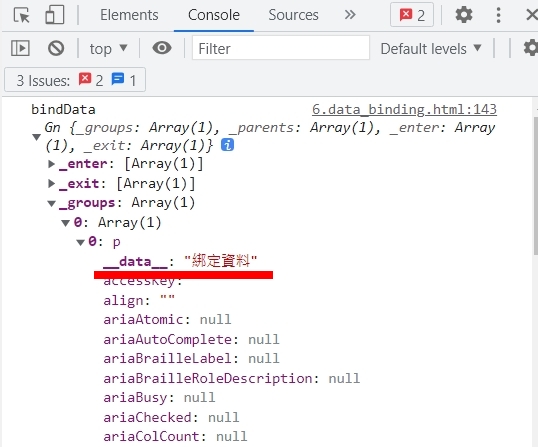 Elements Console Sources » 2
top Filter Default levels
3 Issues: 2 1
bindData 6.data_binding.html:143
Gn {_groups: Array(1), _parents: Array(1), _enter: Array
(1), _exit: Array(1)} i
_enter: [Array(1)]
_exit: [Array(1)]
_groups: Array(1)
0: Array(1)
0: p
__data__: "綁定資料"
accessKey:
align: ""
ariaAtomic: null
ariaAutoComplete: null
ariaBrailleLabel: null
ariaBrailleRoleDescription: null
ariaBusy: null
ariaChecked: null
ariaColCount: null